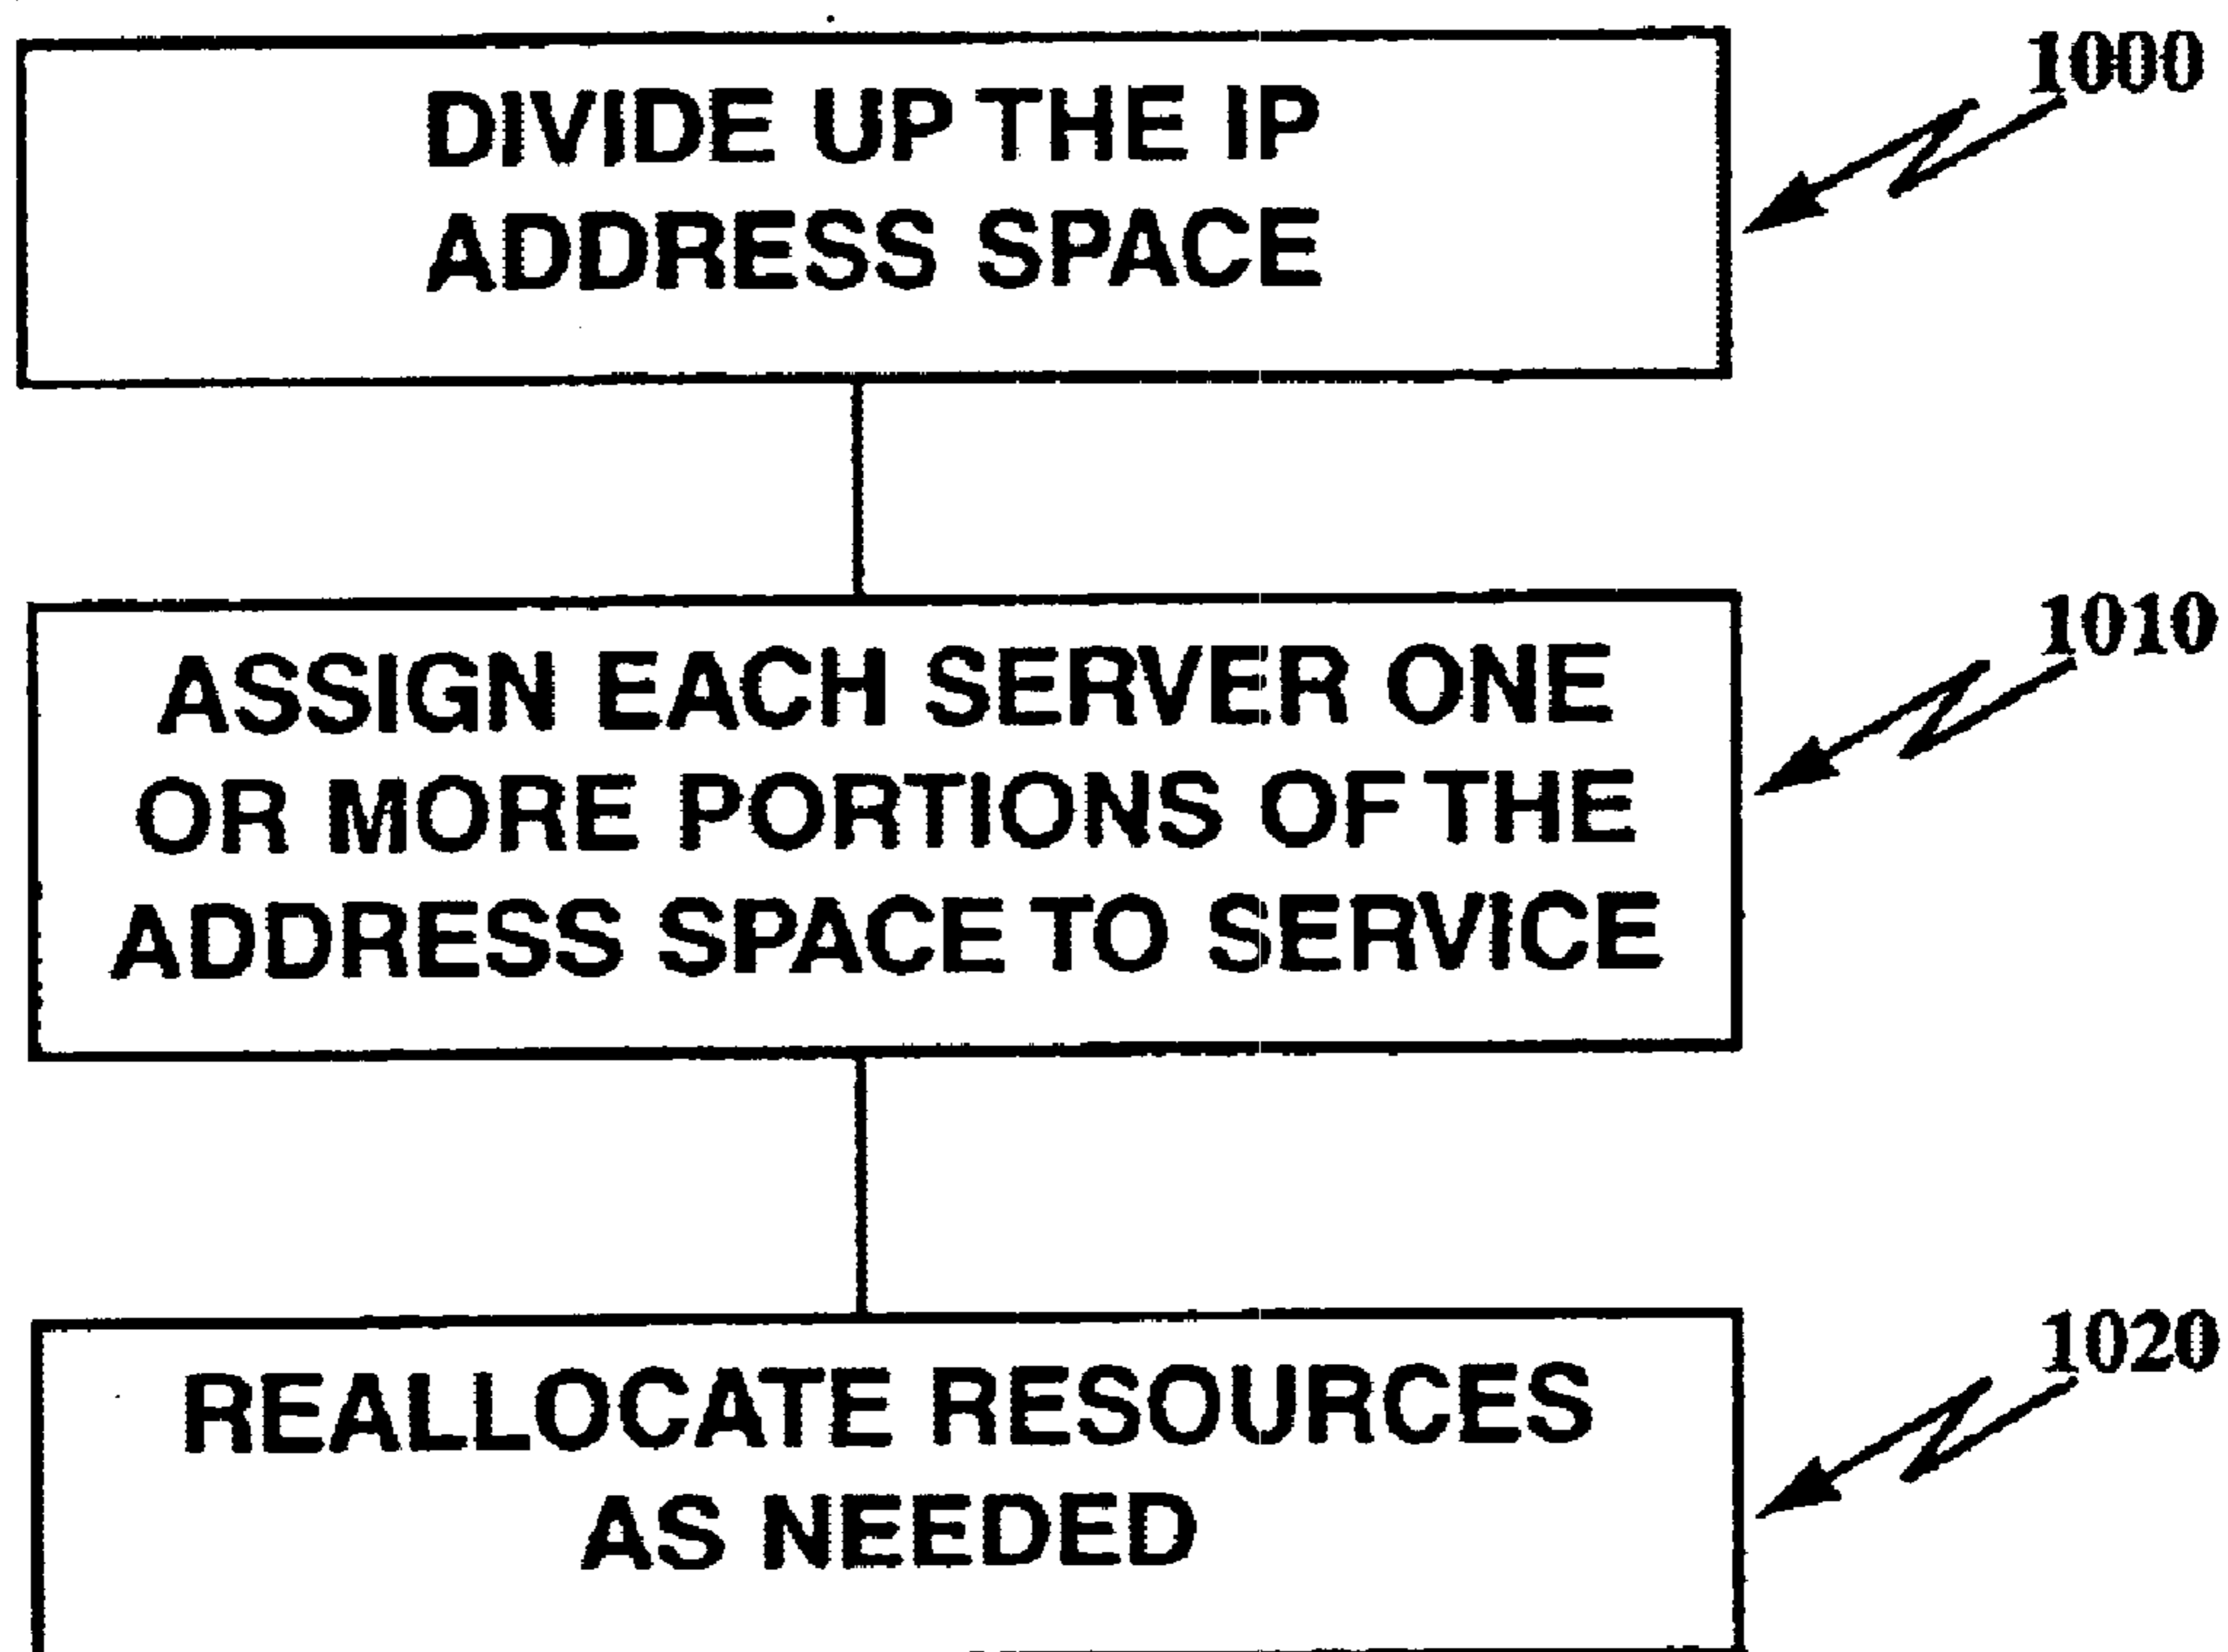 DIVIDE UP THE IP
ADDRESS SPACE
1000
ASSIGN EACH SERVER ONE
OR MORE PORTIONS OF THE
ADDRESS SPACE TO SERVICE
1010
REALLOCATE RESOURCES
AS NEEDED
1020